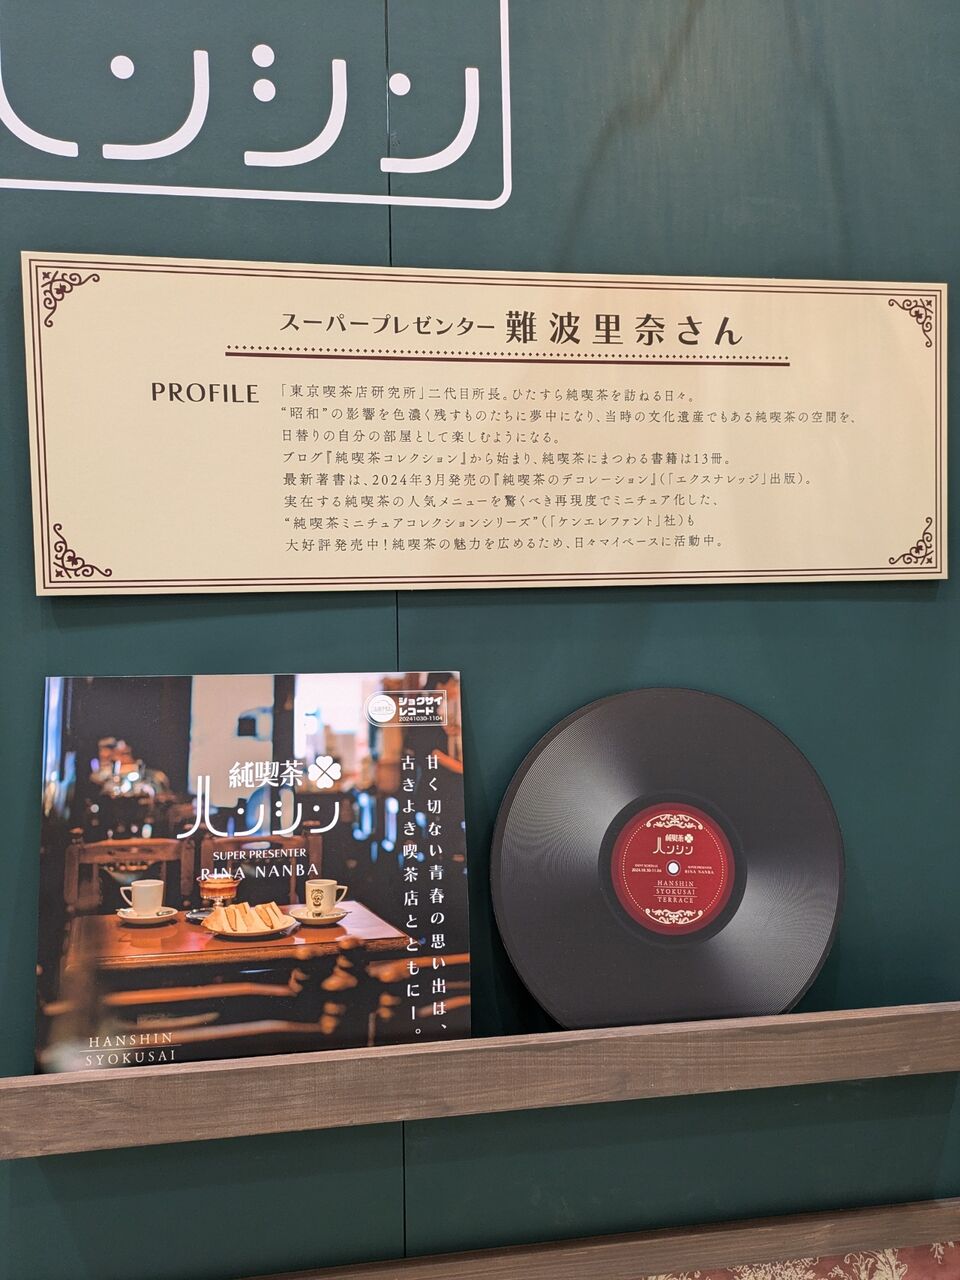 ハンシン
スーパープレゼンター 難波里奈さん
PROFILE
「東京喫茶店研究所」二代目所長。ひたすら純喫茶を訪ねる日々。
“昭和”の影響を色濃く残すものたちに夢中になり、当時の文化遺産でもある純喫茶の空間を、
日替りの自分の部屋として楽しむようになる。
ブログ『純喫茶コレクション』から始まり、純喫茶にまつわる書籍は13冊。
最新著書は、2024年3月発売の『純喫茶のデコレーション』(「エクスナレッジ」出版)。
実在する純喫茶の人気メニューを驚くべき再現度でミニチュア化した、
“純喫茶ミニチュアコレクションシリーズ”(「ケンエレファント」社)も
大好評発売中!純喫茶の魅力を広めるため、日々マイペースに活動中。
ショクサイ
レコード
20241030-1104
純喫茶
ハンシン
SUPER PRESENTER
RINA NANBA
甘く切ない青春の思い出は、
古きよき喫茶店とともにー。
HANSHIN
SYOKUSAI
純喫茶
ハンシン
2024.10.30-11.04
SUPER PRESENTER
RINA NANBA
HANSHIN
SYOKUSAI
TERRACE